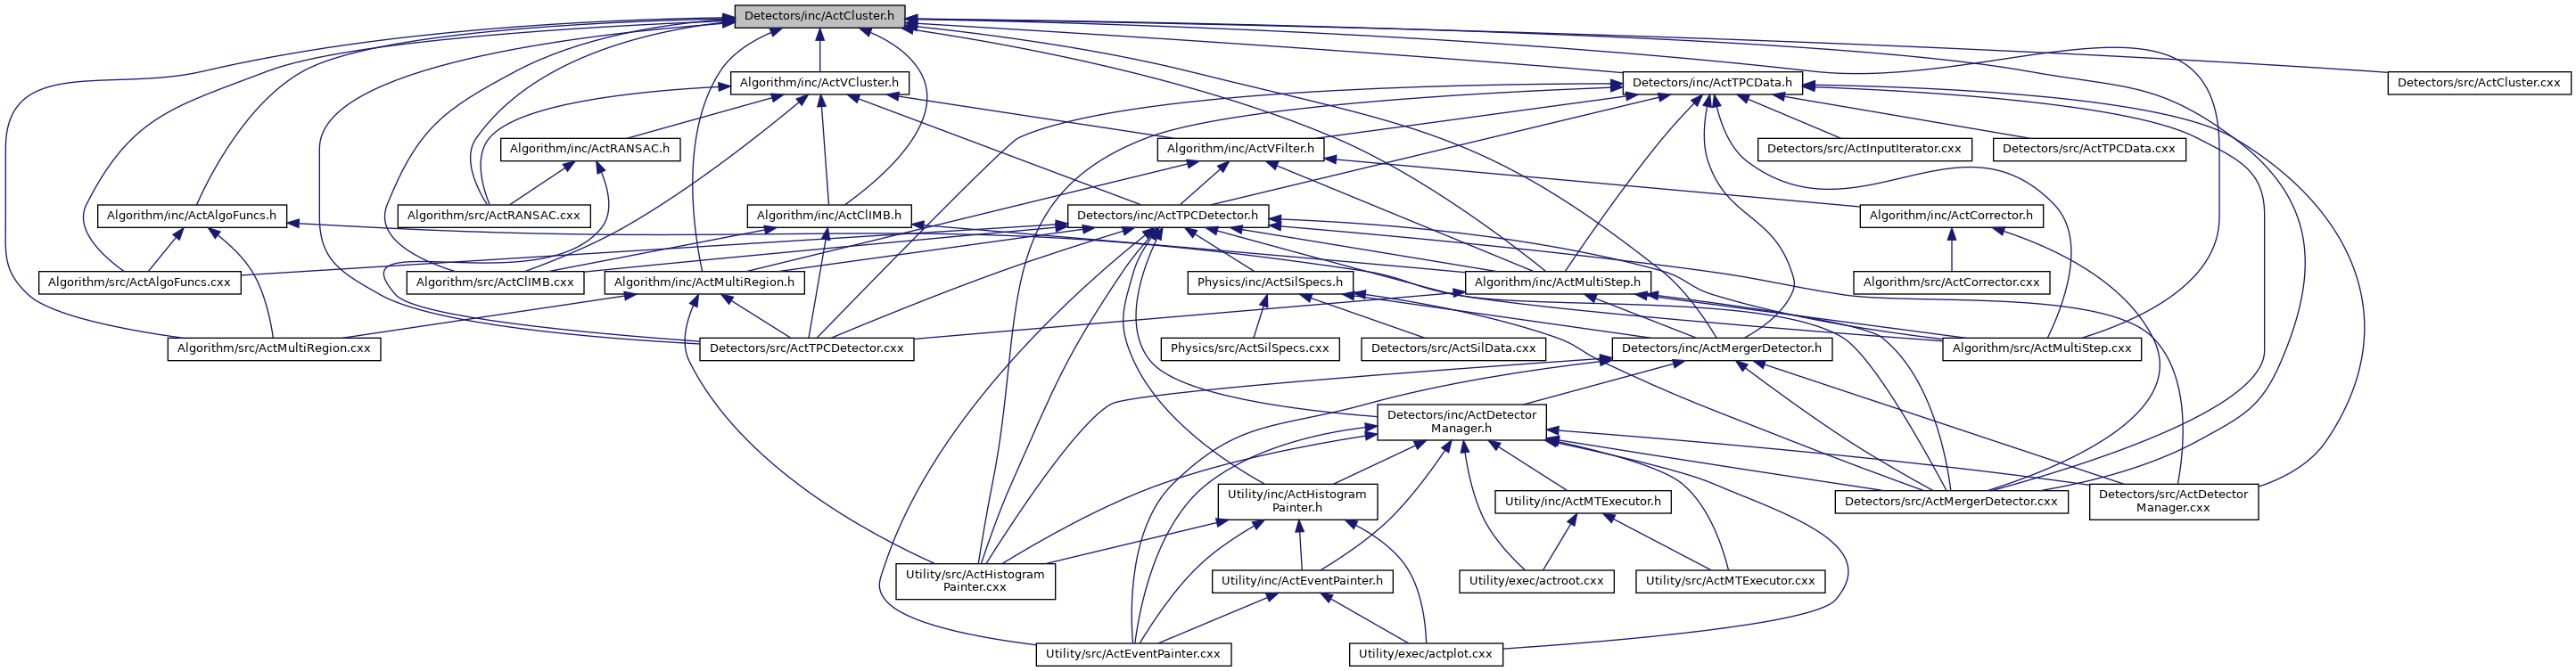 Detectors/inc/ActCluster.h
Algorithm/inc/ActVCluster.h
Detectors/inc/ActTPCData.h
Detectors/src/ActCluster.cxx
Algorithm/inc/ActRANSAC.h
Algorithm/inc/ActVFilter.h
Detectors/src/ActInputIterator.cxx
Detectors/src/ActTPCData.cxx
Algorithm/inc/ActAlgoFuncs.h
Algorithm/src/ActRANSAC.cxx
Algorithm/inc/ActClIMB.h
Detectors/inc/ActTPCDetector.h
Algorithm/inc/ActCorrector.h
Algorithm/src/ActAlgoFuncs.cxx
Algorithm/src/ActClIMB.cxx
Algorithm/inc/ActMultiRegion.h
Physics/inc/ActSilSpecs.h
Algorithm/inc/ActMultiStep.h
Algorithm/src/ActCorrector.cxx
Algorithm/src/ActMultiRegion.cxx
Detectors/src/ActTPCDetector.cxx
Physics/src/ActSilSpecs.cxx
Detectors/src/ActSilData.cxx
Detectors/inc/ActMergerDetector.h
Algorithm/src/ActMultiStep.cxx
Detectors/inc/ActDetector
Manager.h
Utility/inc/ActHistogram
Painter.h
Utility/inc/ActMTExecutor.h
Detectors/src/ActMergerDetector.cxx
Detectors/src/ActDetector
Manager.cxx
Utility/src/ActHistogram
Painter.cxx
Utility/inc/ActEventPainter.h
Utility/exec/actroot.cxx
Utility/src/ActMTExecutor.cxx
Utility/src/ActEventPainter.cxx
Utility/exec/actplot.cxx